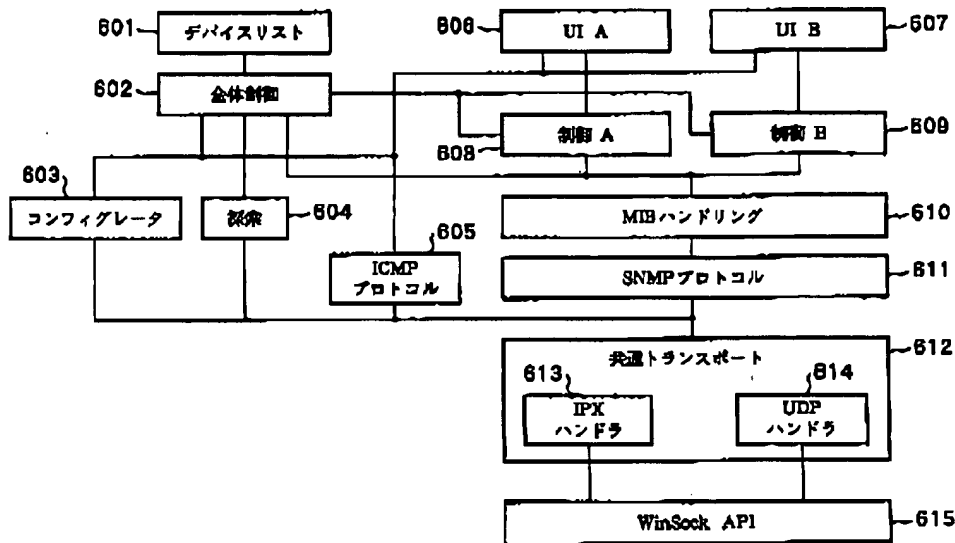 601
デバイスリスト
606
UI A
UI B
607
602
全体制御
608
制御 A
制御 B
609
603
コンフィグレータ
探索
604
605
ICMP
プロトコル
MIBハンドリング
610
SNMPプロトコル
611
共通トランスポート
612
613
IPX
ハンドラ
614
UDP
ハンドラ
WinSock API
615